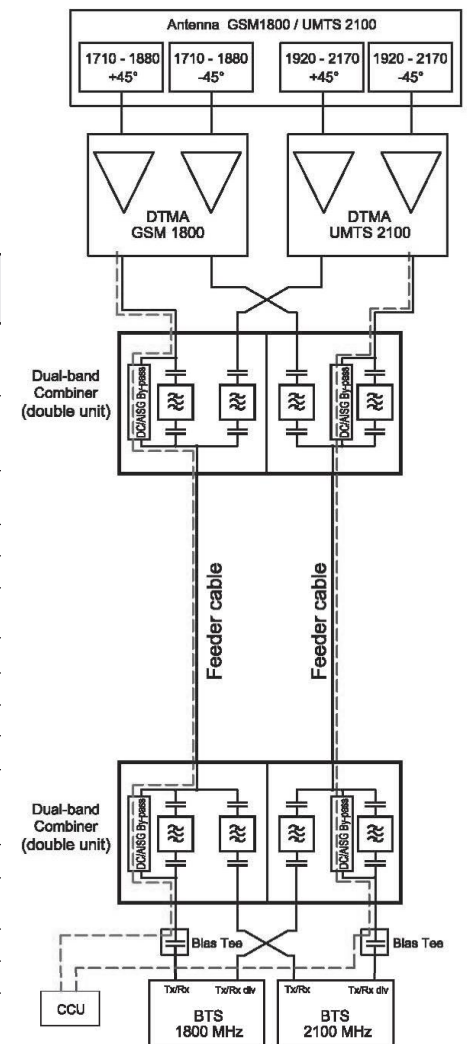 Antenna GSM1800 / UMTS 2100
1710 - 1880
+45°
1710 - 1880
-45°
1920 - 2170
+45°
1920 - 2170
-45°
DTMA
GSM 1800
DTMA
UMTS 2100
Dual-band
Combiner
(double unit)
DC/AISG By-pass
DC/AISG By-pass
Feeder cable
Feeder cable
Dual-band
Combiner
(double unit)
DC/AISG By-pass
DC/AISG By-pass
Bias Tee
Bias Tee
CCU
Tx/Rx
Tx/Rx div
Tx/Rx
Tx/Rx div
BTS
1800 MHz
BTS
2100 MHz